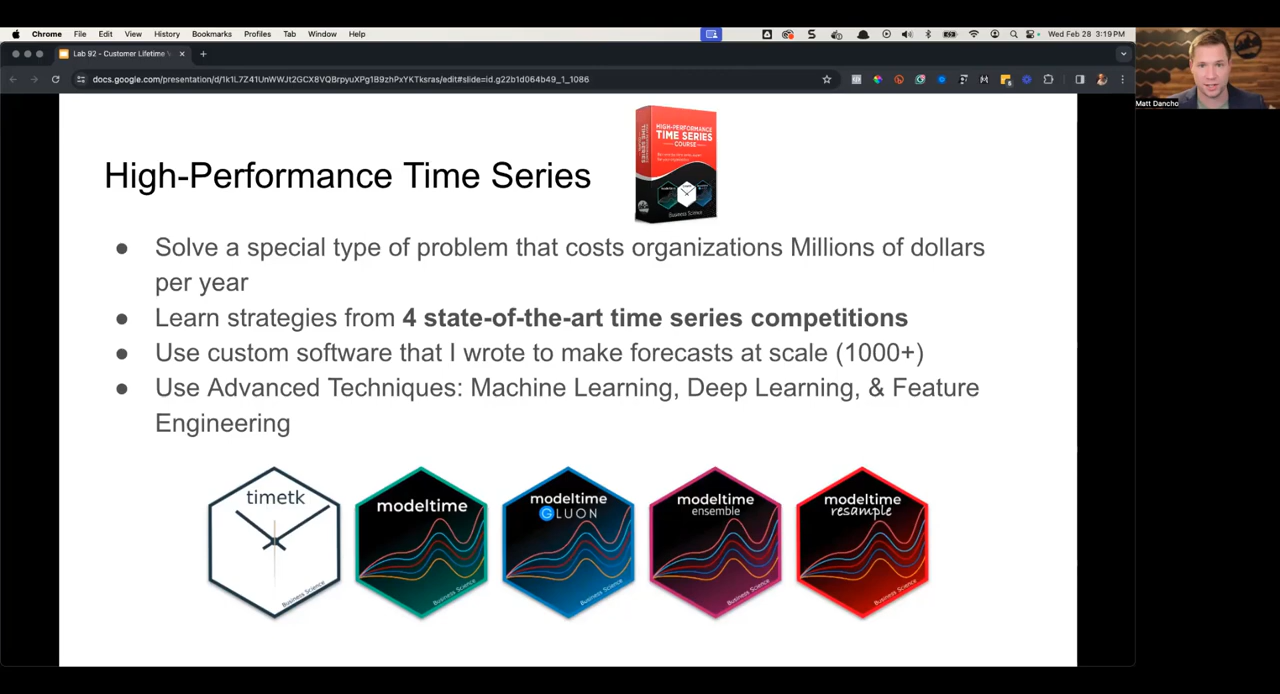 Chrome File Edit View History Bookmarks Profiles Tab Window Help
Wed Feb 28 3:19 PM
Lab 92 - Customer Lifetime
docs.google.com/presentation/d/1k1L7Z41UnWWJt2GCX8VQBrpyuXPg1B9zhPxYKTksras/edit#slide=id.g22b1d064b49_1_1086
Matt Dancho
HIGH-PERFORMANCE
TIME SERIES
COURSE
Business Science
High-Performance Time Series
● Solve a special type of problem that costs organizations Millions of dollars
per year
● Learn strategies from 4 state-of-the-art time series competitions
● Use custom software that I wrote to make forecasts at scale (1000+)
● Use Advanced Techniques: Machine Learning, Deep Learning, & Feature
Engineering
timetk
Business Science
modeltime
Business Science
modeltime
GLUON
Business Science
modeltime
ensemble
Business Science
modeltime
resample
Business Science